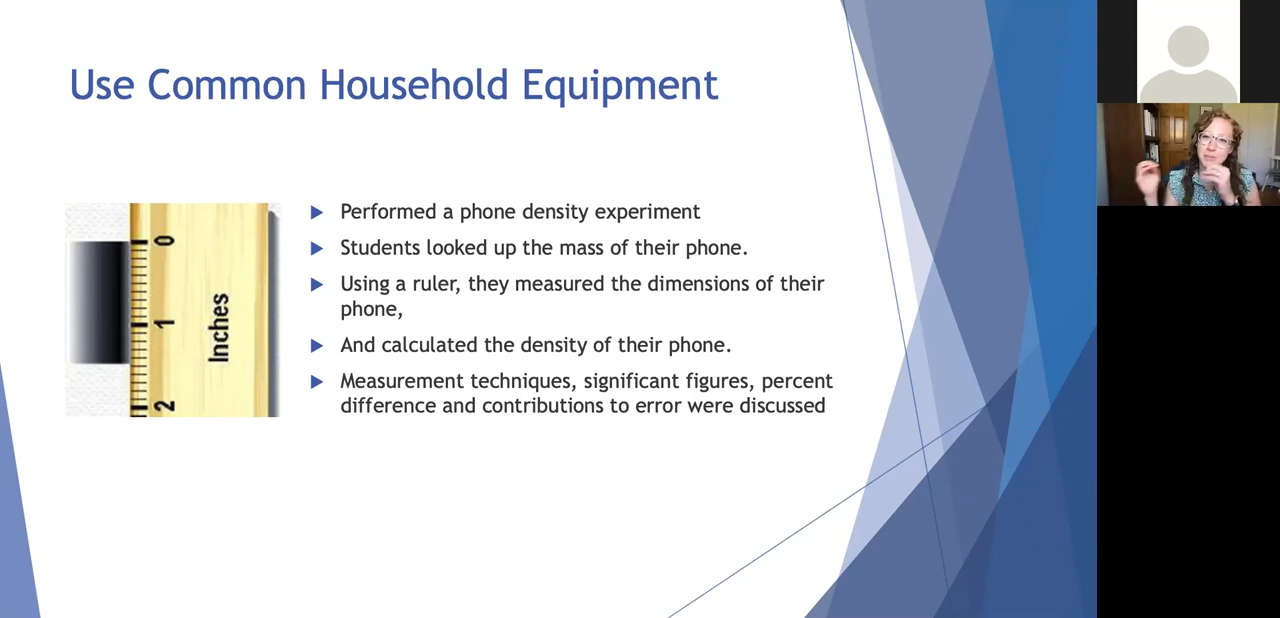 Use Common Household Equipment
0
1
2
Inches
Performed a phone density experiment
Students looked up the mass of their phone.
Using a ruler, they measured the dimensions of their
phone,
And calculated the density of their phone.
Measurement techniques, significant figures, percent
difference and contributions to error were discussed